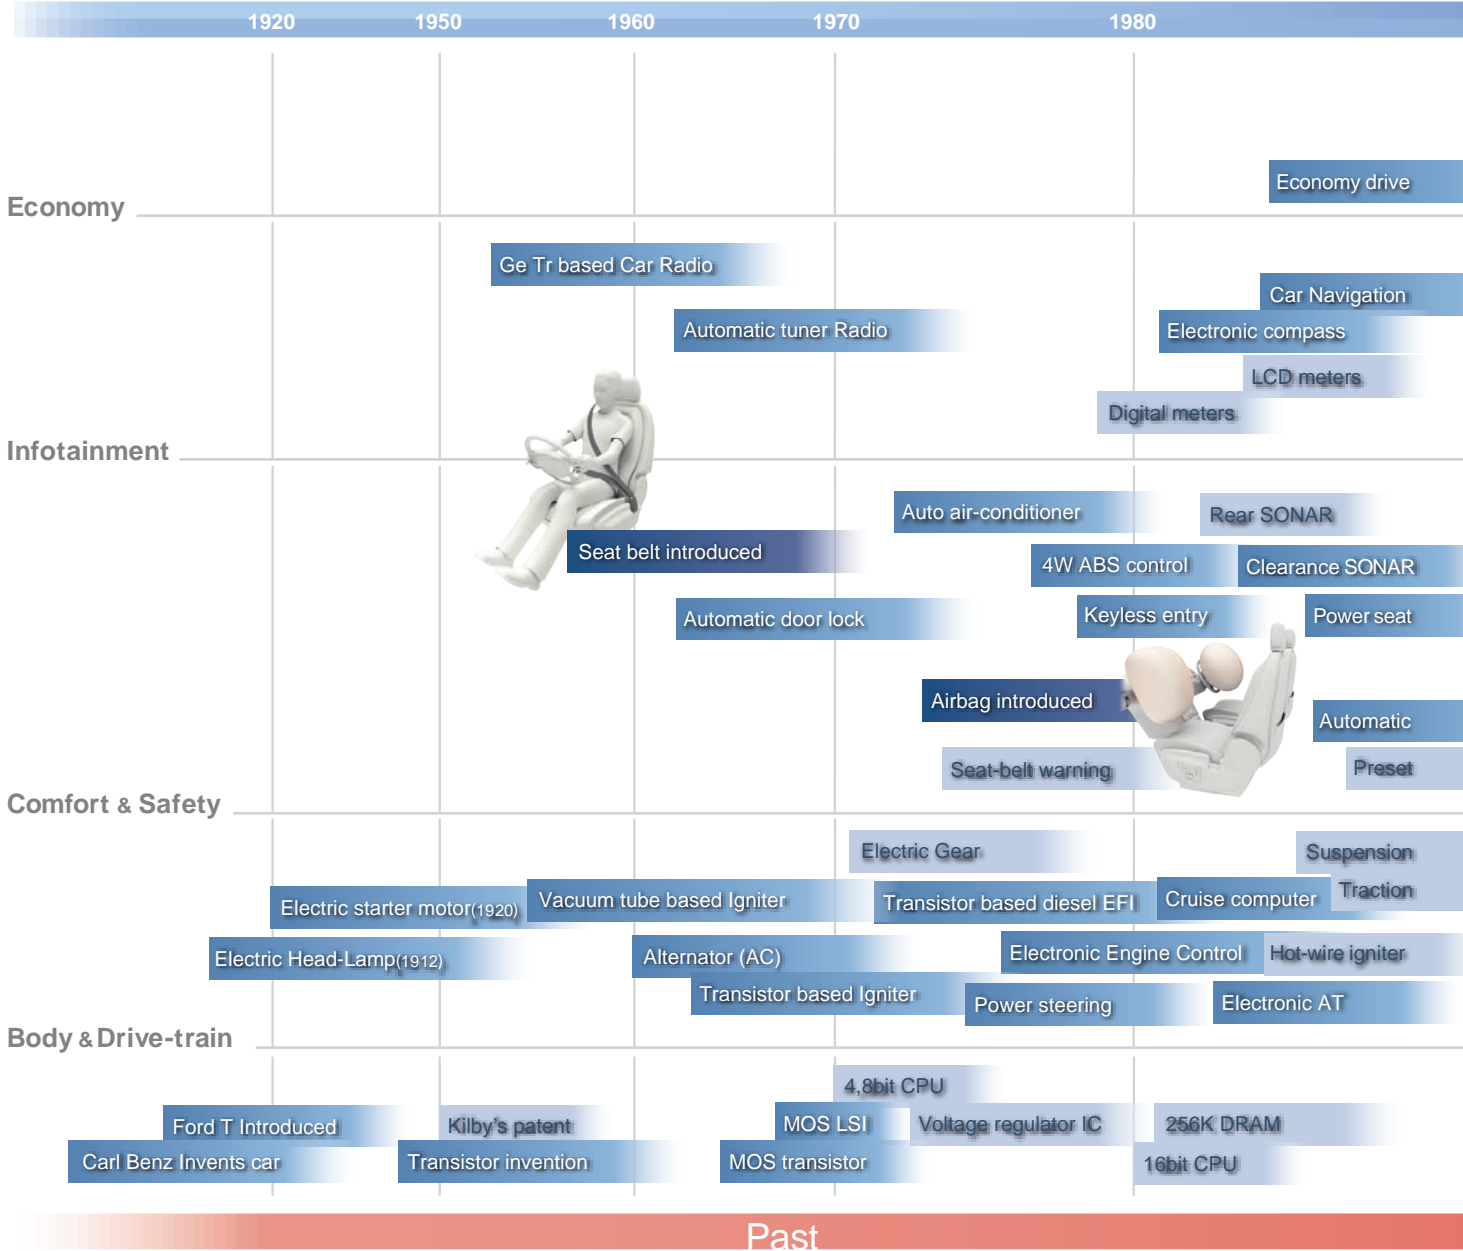 1920 1950 1960 1970 1980
Economy drive
Economy
Ge Tr based Car Radio
Car Navigation
Automatic tuner Radio
Electronic compass
LCD meters
Digital meters
Infotainment
Auto air-conditioner
Rear SONAR
Seat belt introduced
4W ABS control
Clearance SONAR
Automatic door lock
Keyless entry
Power seat
Airbag introduced
Automatic
Seat-belt warning
Preset
Comfort & Safety
Electric Gear
Suspension
Electric starter motor(1920)
Vacuum tube based Igniter
Transistor based diesel EFI
Cruise computer
Traction
Electric Head-Lamp(1912)
Alternator (AC)
Electronic Engine Control
Hot-wire igniter
Transistor based Igniter
Power steering
Electronic AT
Body & Drive-train
4,8bit CPU
Ford T Introduced
Kilby's patent
MOS LSI
Voltage regulator IC
256K DRAM
Carl Benz Invents car
Transistor invention
MOS transistor
16bit CPU
Past